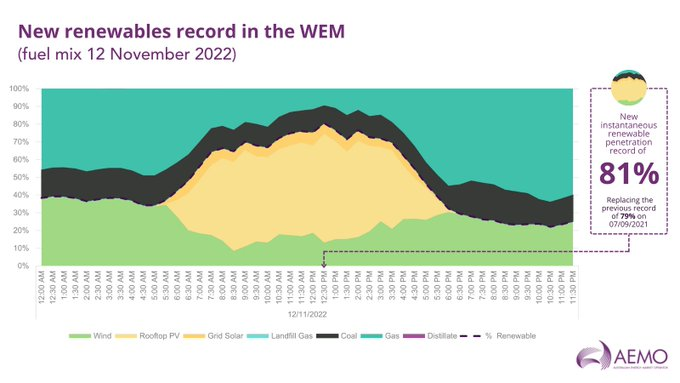 New renewables record in the WEM
(fuel mix 12 November 2022)
100%
90%
80%
70%
60%
50%
40%
30%
20%
10%
0%
12:00 AM
12:30 AM
1:00 AM
1:30 AM
2:00 AM
2:30 AM
3:00 AM
3:30 AM
4:00 AM
4:30 AM
5:00 AM
5:30 AM
6:00 AM
6:30 AM
7:00 AM
7:30 AM
8:00 AM
8:30 AM
9:00 AM
9:30 AM
10:00 AM
10:30 AM
11:00 AM
11:30 AM
12:00 PM
12:30 PM
1:00 PM
1:30 PM
2:00 PM
2:30 PM
3:00 PM
3:30 PM
4:00 PM
4:30 PM
5:00 PM
5:30 PM
6:00 PM
6:30 PM
7:00 PM
7:30 PM
8:00 PM
8:30 PM
9:00 PM
9:30 PM
10:00 PM
10:30 PM
11:00 PM
11:30 PM
12/11/2022
Wind Rooftop PV Grid Solar Landfill Gas Coal Gas Distillate % Renewable
New
instantaneous
renewable
penetration
record of
81%
Replacing the
previous record
of 79% on
07/09/2021
AEMO
AUSTRALIAN ENERGY MARKET OPERATOR